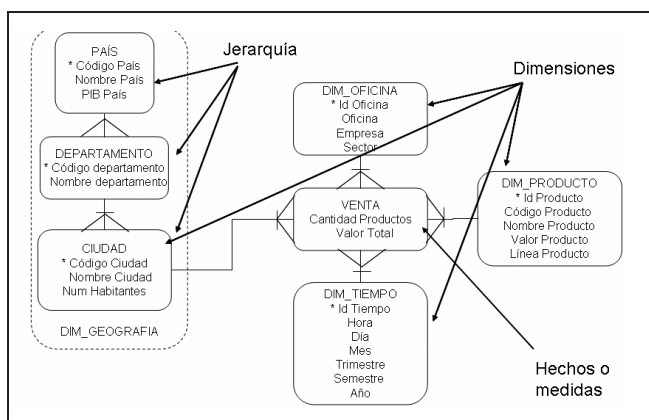 PAÍS
* Código País
Nombre País
PIB País
Jerarquía
Dimensiones
DEPARTAMENTO
* Código departamento
Nombre departamento
CIUDAD
* Código Ciudad
Nombre Ciudad
Num Habitantes
DIM_GEOGRAFIA
DIM_OFICINA
* Id Oficina
Oficina
Empresa
Sector
VENTA
Cantidad Productos
Valor Total
DIM_PRODUCTO
* Id Producto
Código Producto
Nombre Producto
Valor Producto
Línea Producto
DIM_TIEMPO
* Id Tiempo
Hora
Día
Mes
Trimestre
Semestre
Año
Hechos o
medidas